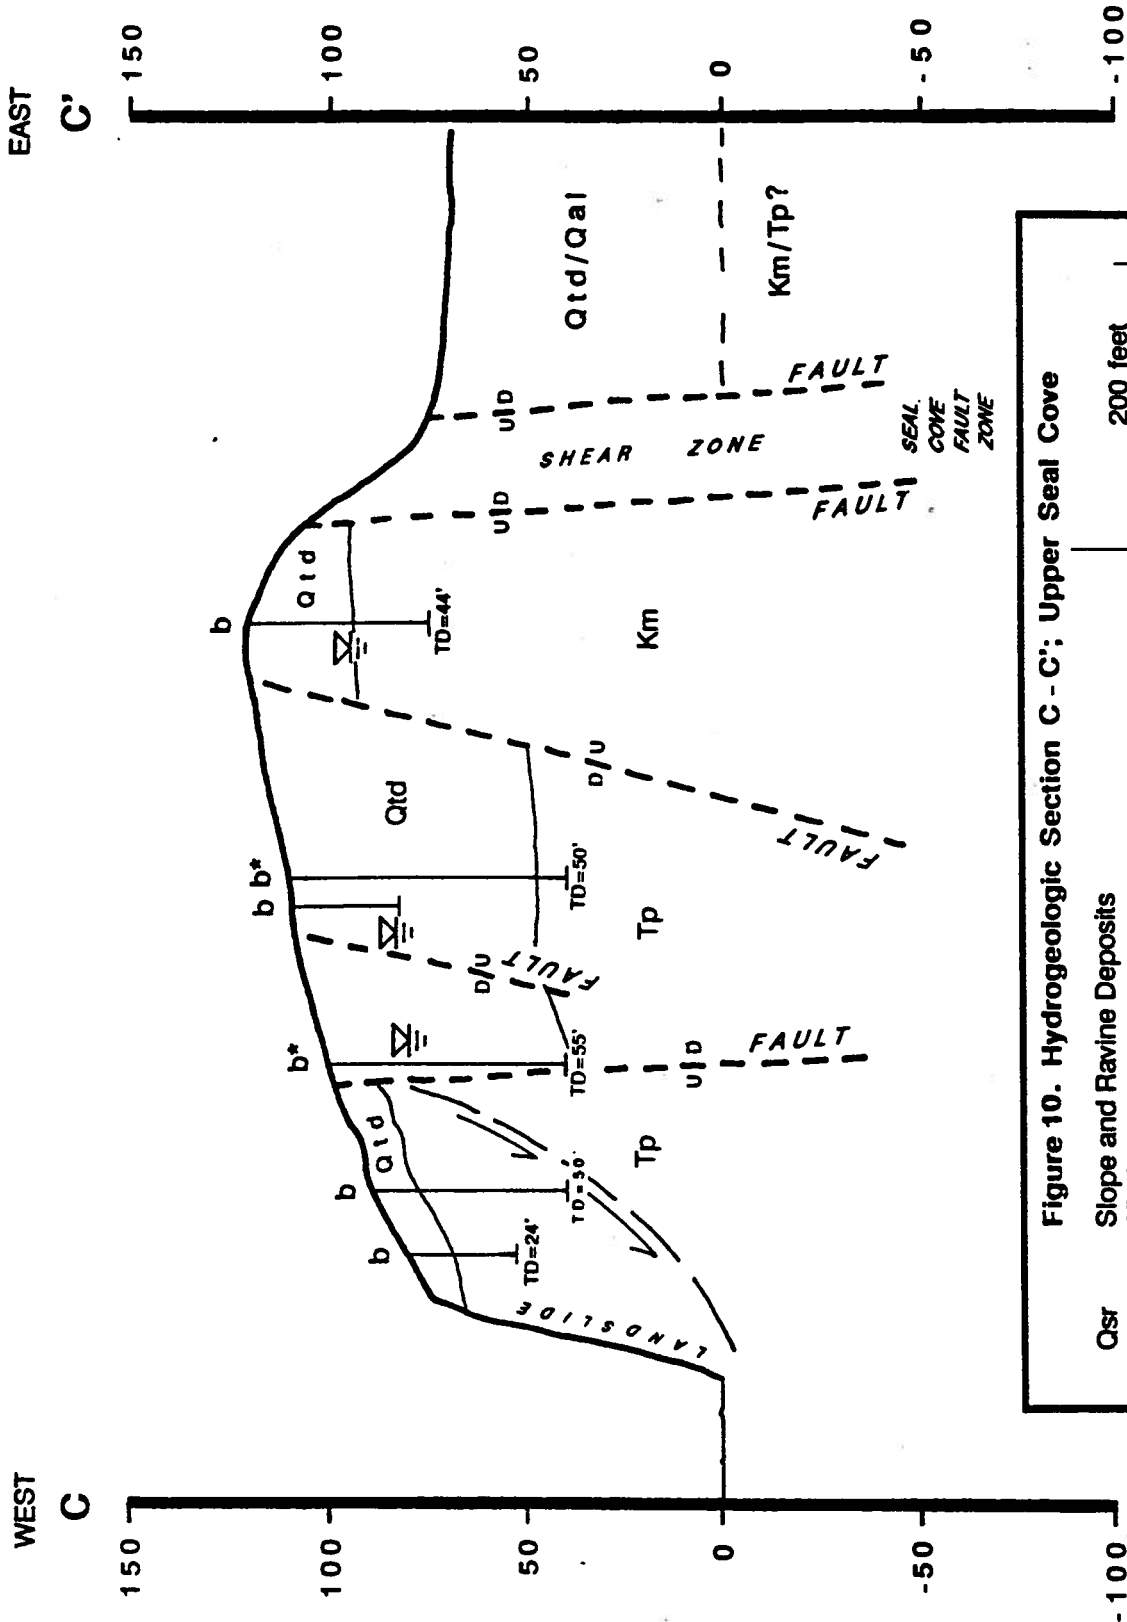 WEST
EAST
C
C'
150
100
50
0
-50
-100
150
100
50
0
-50
-100
b
b
b*
b b*
b
Qtd
TD=24'
TD=50'
LANDSLIDE
Tp
TD=55'
U D
FAULT
D/U
FAULT
Qtd
TD=50'
Tp
D/U
FAULT
Qtd
TD=44'
Km
U D
FAULT
SHEAR ZONE
U D
FAULT
SEAL
COVE
FAULT
ZONE
Qtd/Qal
Km/Tp?
Figure 10. Hydrogeologic Section C - C'; Upper Seal Cove
200 feet
Qsr Slope and Ravine Deposits